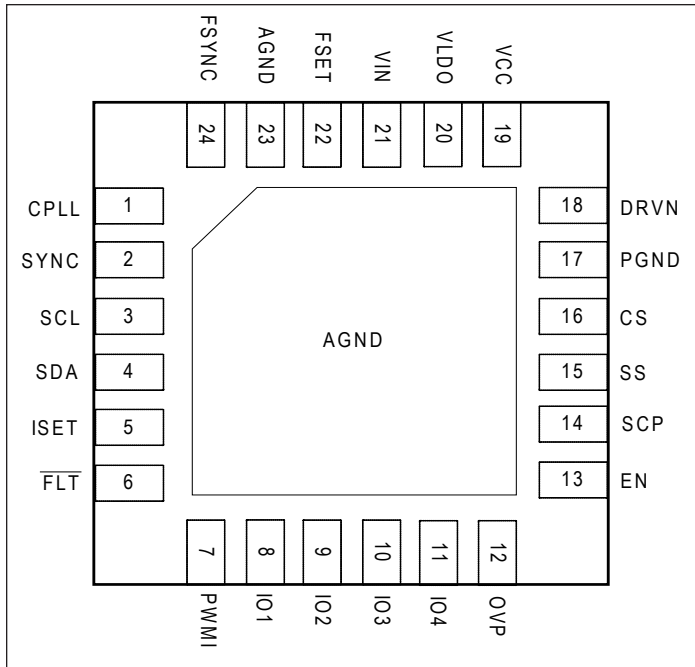 FSYNC AGND FSET VIN VLDO VCC
24 23 22 21 20 19
CPLL 1 18 DRVN
SYNC 2 17 PGND
SCL 3 16 CS
AGND
SDA 4 15 SS
ISET 5 14 SCP
FLT 6 13 EN
7 8 9 10 11 12
PWMI IO1 IO2 IO3 IO4 OVP